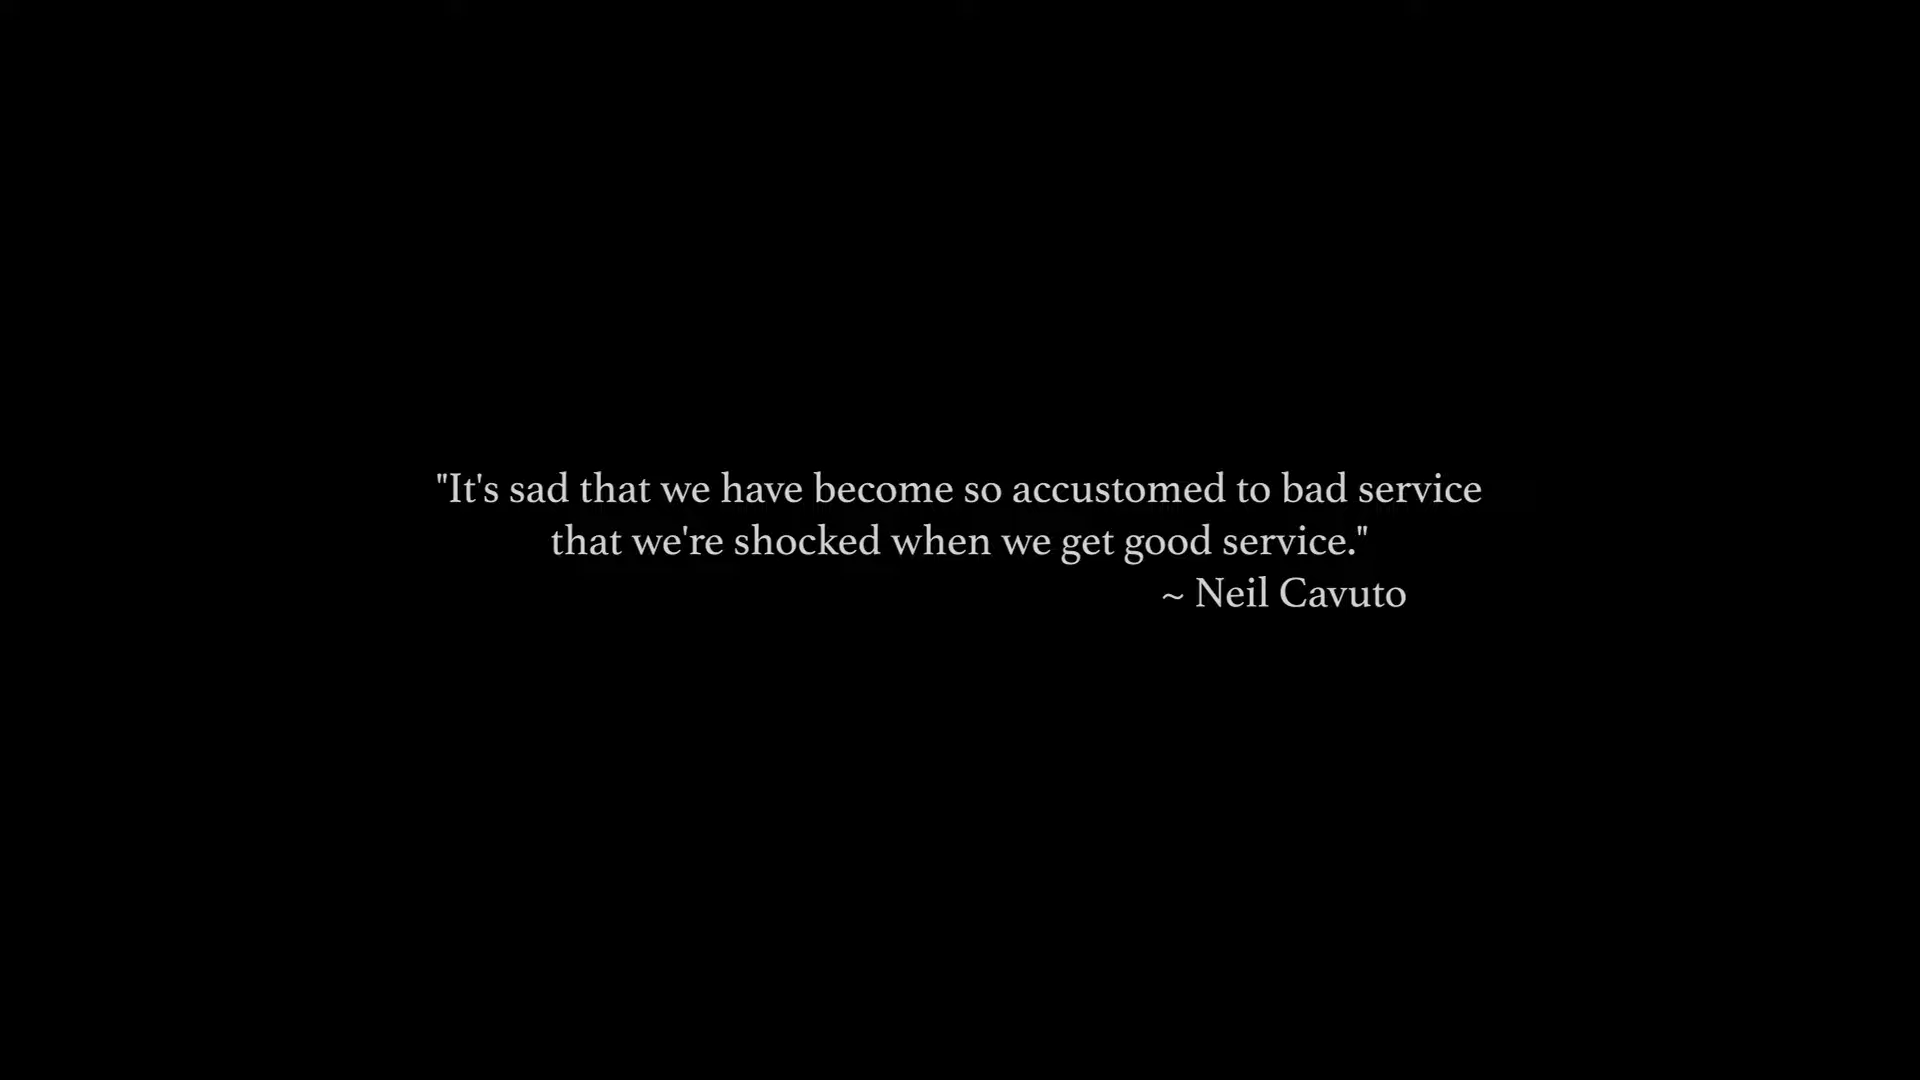 "It's sad that we have become so accustomed to bad service
that we're shocked when we get good service."
~ Neil Cavuto